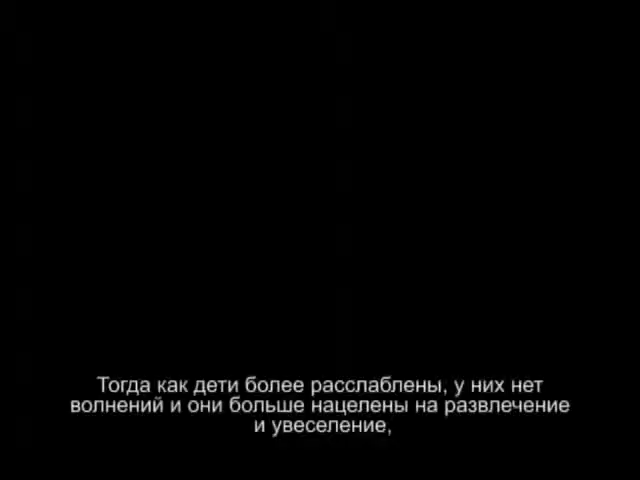 Тогда как дети более расслаблены, у них нет
волнений и они больше нацелены на развлечение
и увеселение,